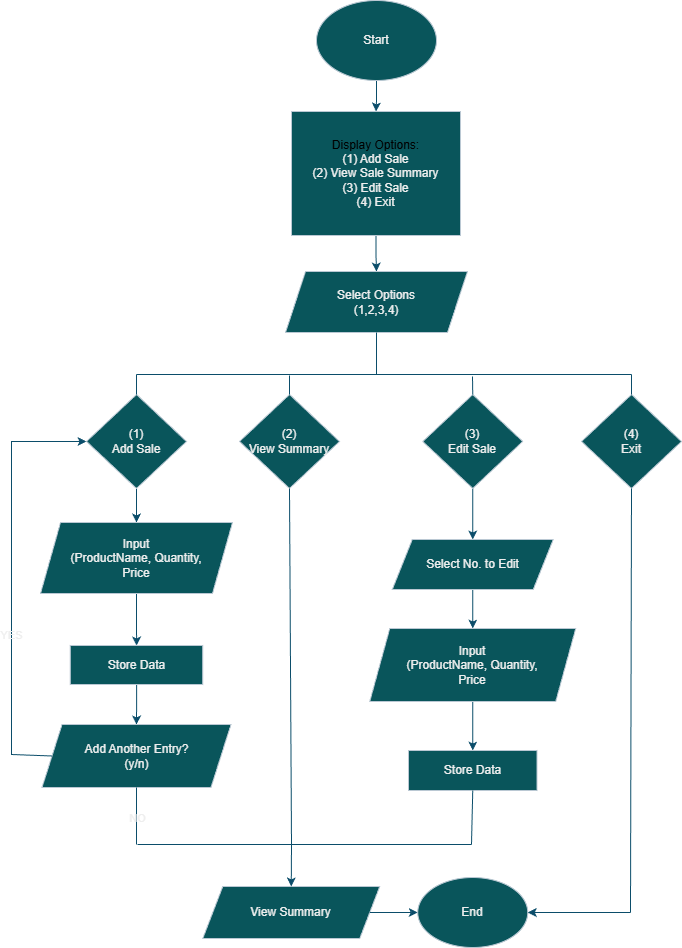 Start
Display Options:
(1) Add Sale
(2) View Sale Summary
(3) Edit Sale
(4) Exit
Select Options
(1,2,3,4)
(1)
Add Sale
(2)
View Summary
(3)
Edit Sale
(4)
Exit
Input
(ProductName, Quantity,
Price
Select No. to Edit
YES
Store Data
Input
(ProductName, Quantity,
Price
Add Another Entry?
(y/n)
Store Data
NO
View Summary
End